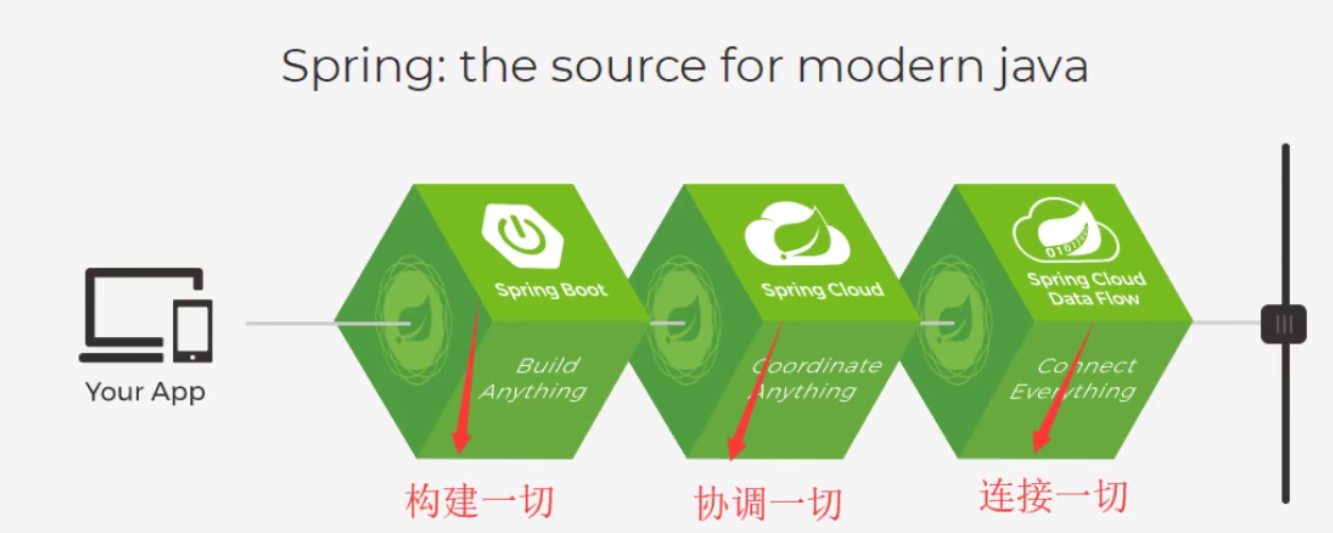 Spring: the source for modern java
Your App
Spring Boot
Build
Anything
构建一切
Spring Cloud
Coordinate
Anything
协调一切
010110
Spring Cloud
Data Flow
Connect
Everything
连接一切